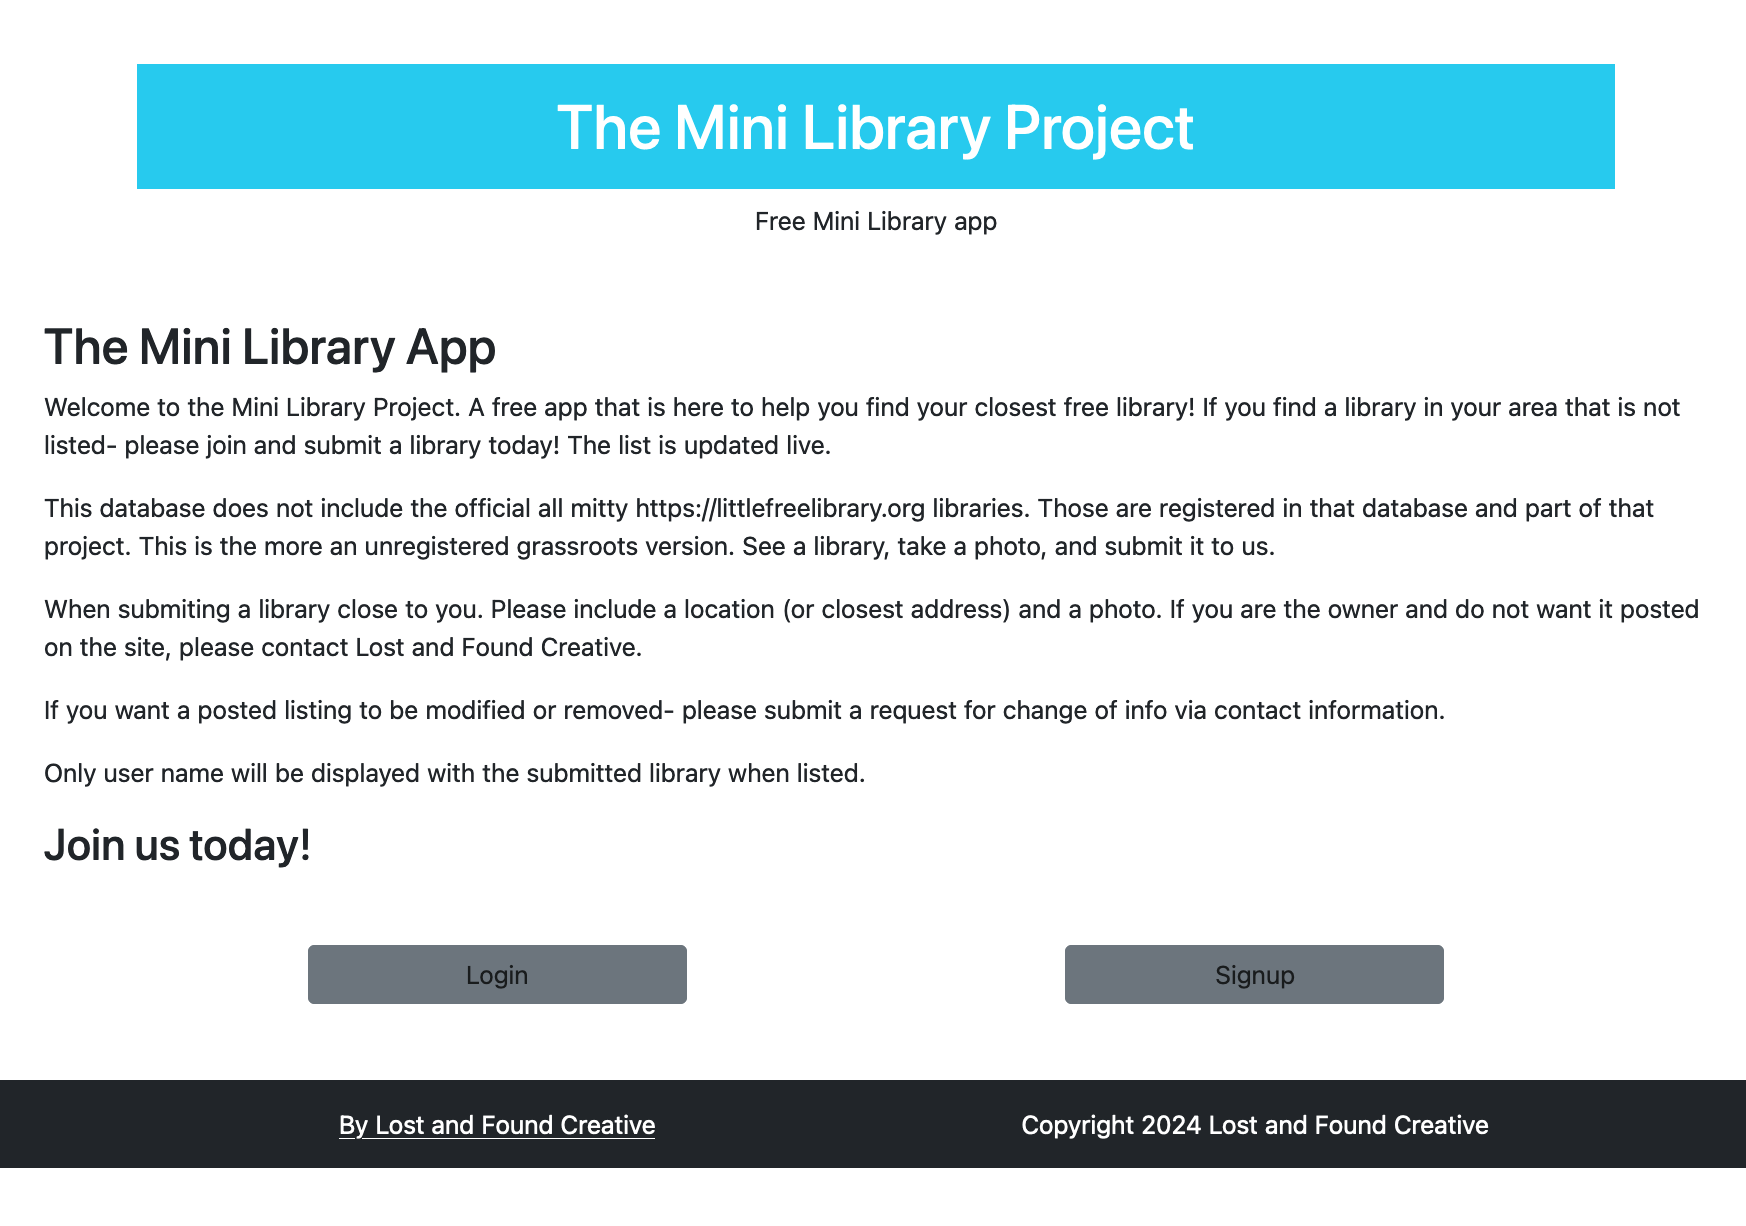 The Mini Library Project
Free Mini Library app
The Mini Library App
Welcome to the Mini Library Project. A free app that is here to help you find your closest free library! If you find a library in your area that is not
listed- please join and submit a library today! The list is updated live.
This database does not include the official all mitty https://littlefreelibrary.org libraries. Those are registered in that database and part of that
project. This is the more an unregistered grassroots version. See a library, take a photo, and submit it to us.
When submiting a library close to you. Please include a location (or closest address) and a photo. If you are the owner and do not want it posted
on the site, please contact Lost and Found Creative.
If you want a posted listing to be modified or removed- please submit a request for change of info via contact information.
Only user name will be displayed with the submitted library when listed.
Join us today!
Login
Signup
By Lost and Found Creative
Copyright 2024 Lost and Found Creative